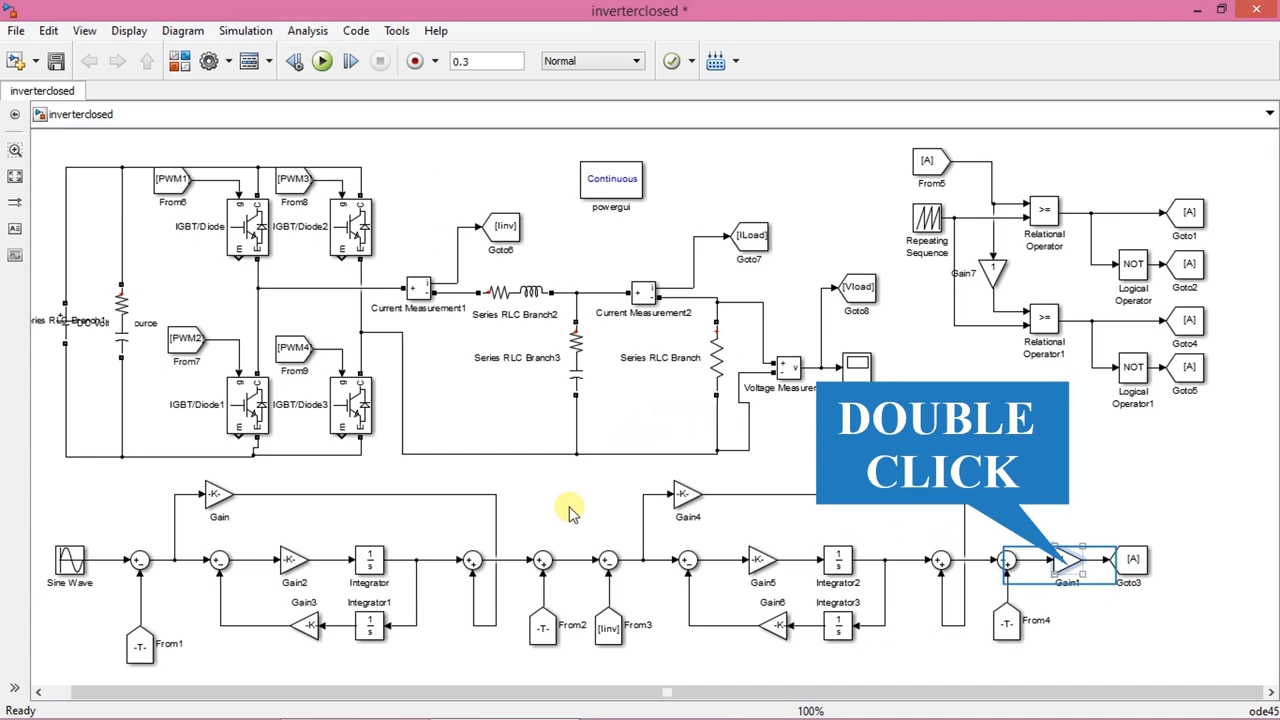 inverterclosed *
File Edit View Display Diagram Simulation Analysis Code Tools Help
0.3 Normal
inverterclosed
inverterclosed
[PWM1] From6
[PWM3] From8
IGBT/Diode
IGBT/Diode2
Continuous
powergui
[Iinv]
Goto6
[ILoad]
Goto7
[A]
From5
Repeating
Sequence
>=
Relational
Operator
[A]
Goto1
NOT
Logical
Operator
[A]
Goto2
1
Gain7
>=
Relational
Operator1
[A]
Goto4
NOT
Logical
Operator1
[A]
Goto5
Current Measurement1
Series RLC Branch2
Current Measurement2
[Vload]
Goto8
[PWM2]
From7
[PWM4]
From9
IGBT/Diode1
IGBT/Diode3
Series RLC Branch3
Series RLC Branch
DOUBLE
CLICK
-K-
Gain
-K-
Gain4
Sine Wave
-K-
Gain2
1
s
Integrator
-K-
Gain5
1
s
Integrator2
Gain1
[A]
Goto3
Gain3
-K-
Integrator1
1
s
-T-
From1
-T-
From2
[Iinv]
From3
Gain6
-K-
Integrator3
1
s
-T-
From4
Ready 100% ode45